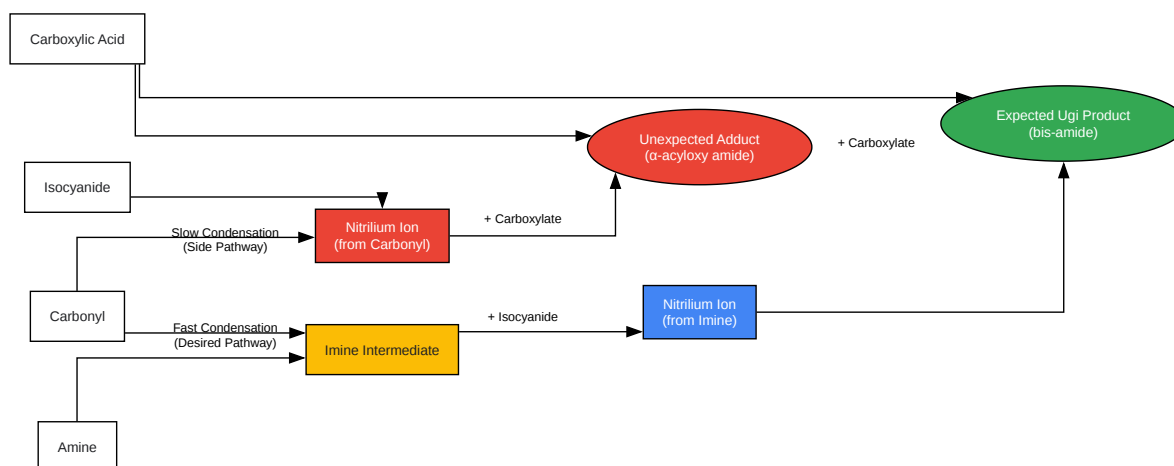 Carboxylic Acid
Expected Ugi Product
(bis-amide)
Unexpected Adduct
(α-acyloxy amide)
+ Carboxylate
Isocyanide
Nitrilium Ion
(from Carbonyl)
+ Carboxylate
Slow Condensation
(Side Pathway)
Carbonyl
Nitrilium Ion
(from Imine)
Fast Condensation
(Desired Pathway)
+ Isocyanide
Imine Intermediate
Amine